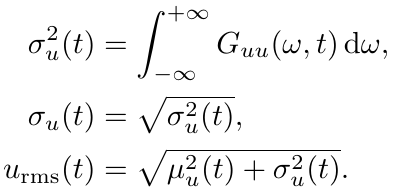 σ_u^2(t) = ∫_{-∞}^{+∞} G_{uu}(ω, t) dω,
σ_u(t) = √(σ_u^2(t)),
u_rms(t) = √(μ_u^2(t) + σ_u^2(t)).